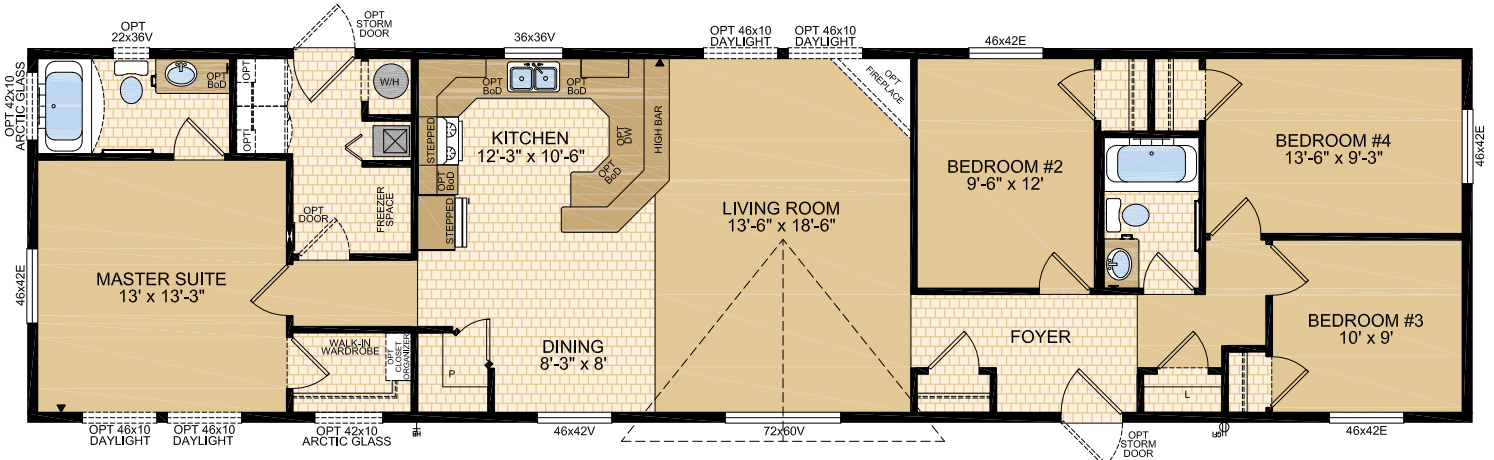 OPT
22x36V
OPT
STORM
DOOR
36x36V
OPT 46x10
DAYLIGHT
OPT 46x10
DAYLIGHT
46x42E
OPT 42x10
ARCTIC GLASS
OPT
BoD
OPT
OPT
W/H
OPT
BoD
OPT
BoD
HIGH BAR
OPT
FIREPLACE
STEPPED
KITCHEN
12'-3" x 10'-6"
OPT
DW
OPT
BoD
OPT
BoD
STEPPED
FREEZER
SPACE
OPT
DOOR
BEDROOM #2
9'-6" x 12'
BEDROOM #4
13'-6" x 9'-3"
46x42E
LIVING ROOM
13'-6" x 18'-6"
46x42E
MASTER SUITE
13' x 13'-3"
WALK-IN
WARDROBE
OPT
CLOSET
ORGANIZER
P
DINING
8'-3" x 8'
FOYER
BEDROOM #3
10' x 9'
L
OPT 46x10
DAYLIGHT
OPT 46x10
DAYLIGHT
OPT 42x10
ARCTIC GLASS
46x42V
72x60V
OPT
STORM
DOOR
46x42E